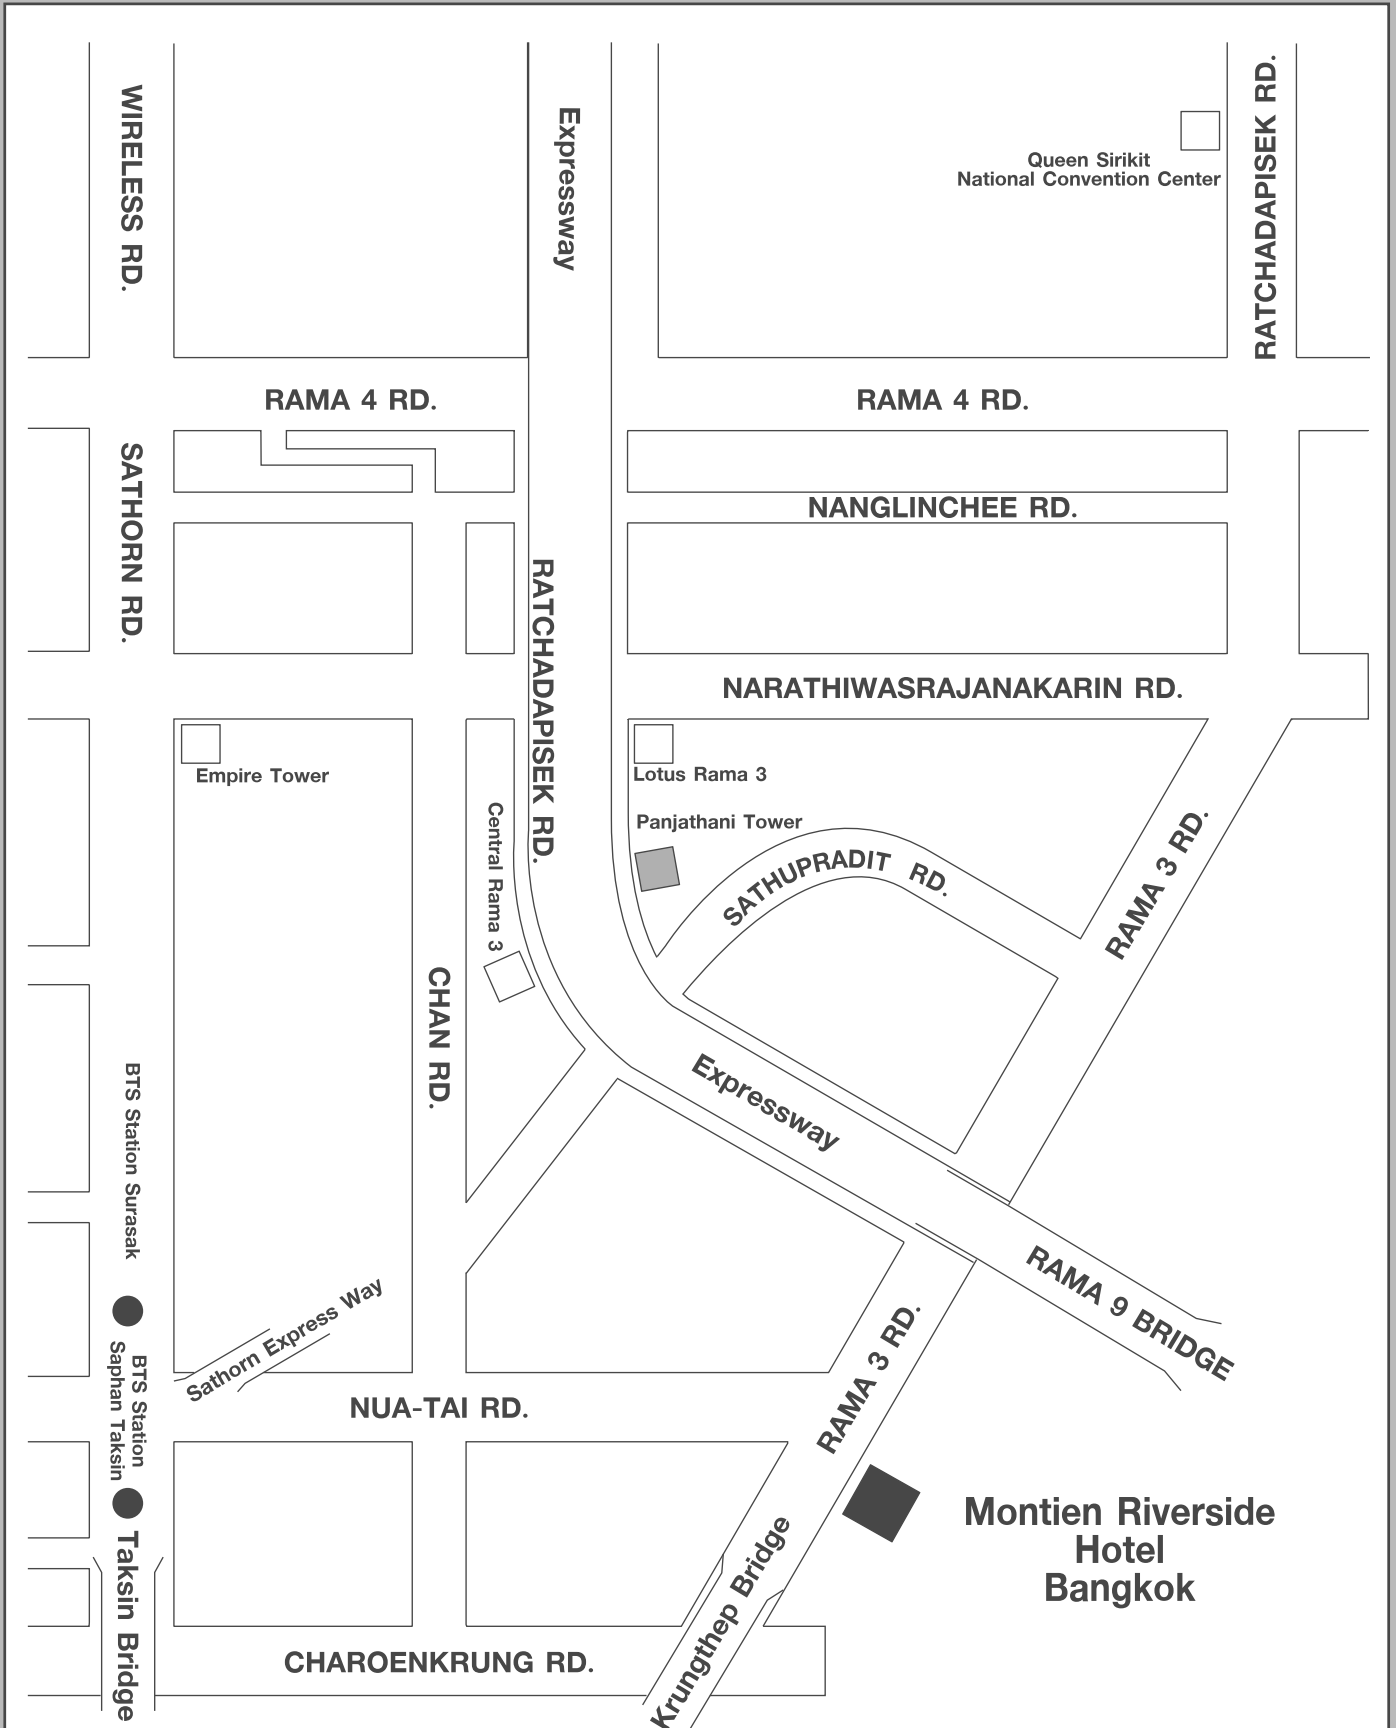 WIRELESS RD.
Expressway
RATCHADAPISEK RD.
Queen Sirikit
National Convention Center
RAMA 4 RD.
RAMA 4 RD.
SATHORN RD.
NANGLINCHEE RD.
RATCHADAPISEK RD.
NARATHIWASRAJANAKARIN RD.
Empire Tower
Lotus Rama 3
Central Rama 3
Panjathani Tower
SATHUPRADIT RD.
RAMA 3 RD.
CHAN RD.
BTS Station Surasak
Expressway
Sathorn Express Way
RAMA 9 BRIDGE
BTS Station
Saphan Taksin
NUA-TAI RD.
RAMA 3 RD.
Montien Riverside
Hotel
Bangkok
Taksin Bridge
Krungthep Bridge
CHAROENKRUNG RD.